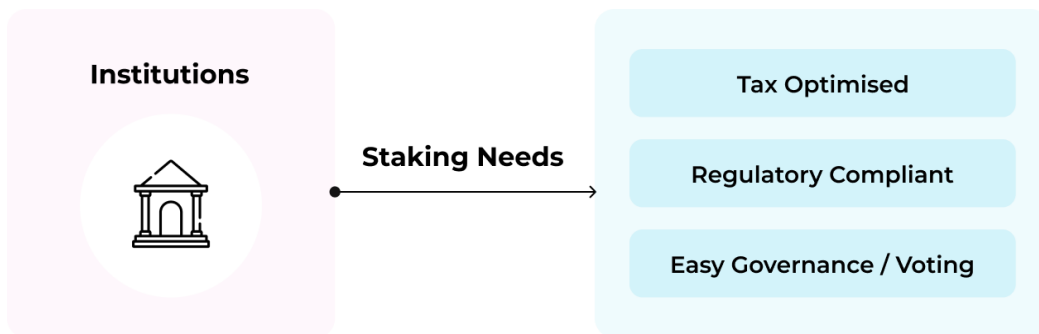 Institutions
Staking Needs
Tax Optimised
Regulatory Compliant
Easy Governance / Voting